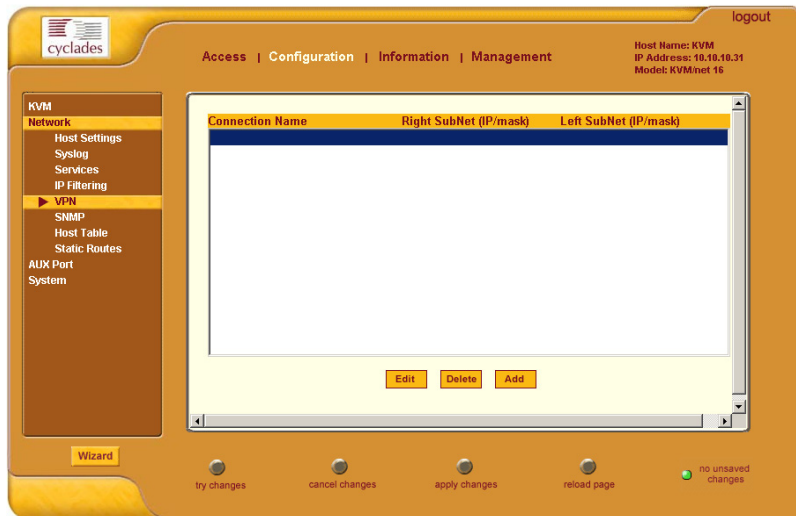 logout
cyclades
Access | Configuration | Information | Management
Host Name: KVM
IP Address: 10.10.10.31
Model: KVM/net 16
KVM
Network
Host Settings
Syslog
Services
IP Filtering
VPN
SNMP
Host Table
Static Routes
AUX Port
System
Connection Name Right SubNet (IP/mask) Left SubNet (IP/mask)
Edit Delete Add
Wizard
try changes
cancel changes
apply changes
reload page
no unsaved
changes